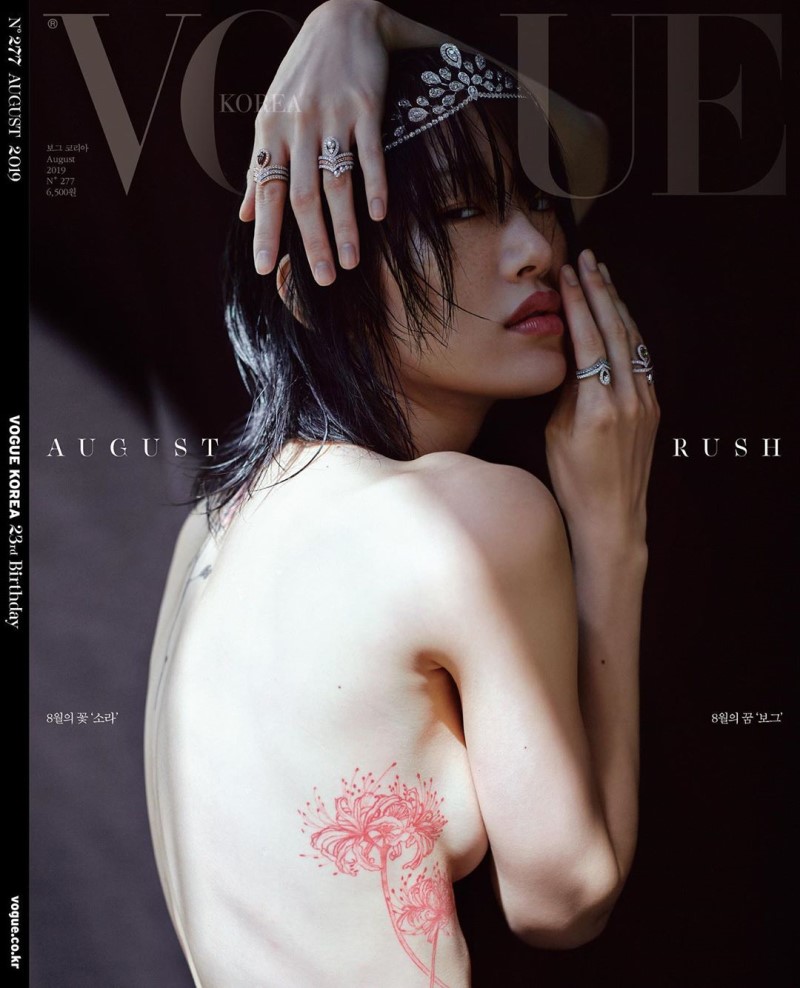 VOGUE
®
KOREA
보그 코리아
August
2019
N° 277
6,500원
AUGUST RUSH
8월의 꽃 '소라'
8월의 꿈 '보그'
N° 277 AUGUST 2019
VOGUE KOREA 23rd Birthday
vogue.co.kr